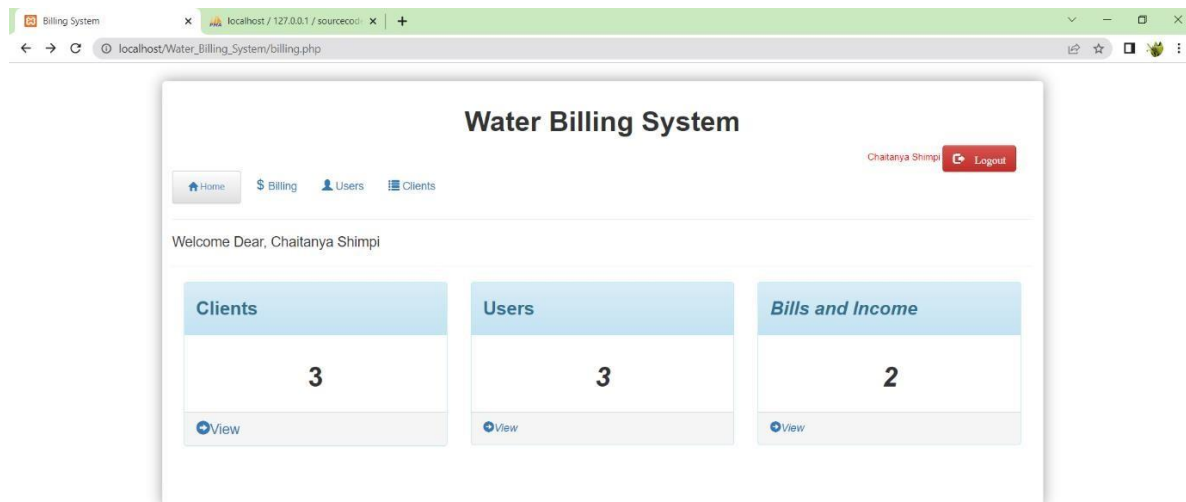 Billing System
localhost / 127.0.0.1 / sourcecod
localhost/Water_Billing_System/billing.php
Water Billing System
Chaitanya Shimpi Logout
Home $ Billing Users Clients
Welcome Dear, Chaitanya Shimpi
Clients Users Bills and Income
3 3 2
View View View